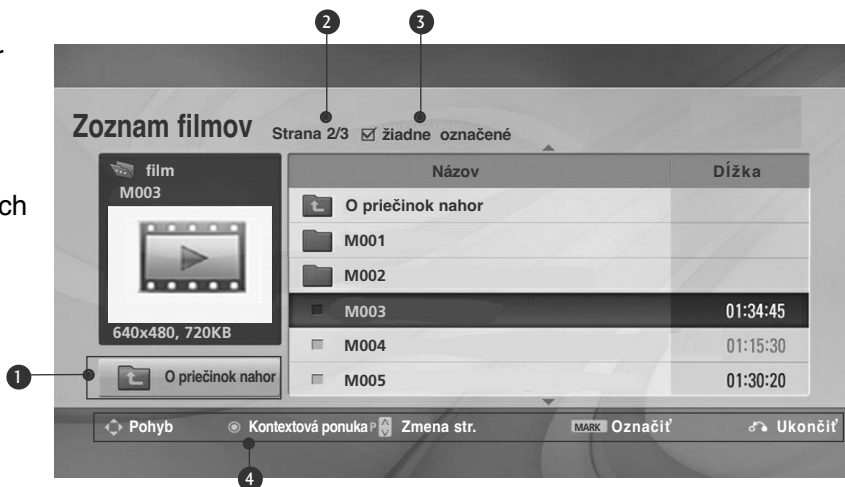 2 3
r
Zoznam filmov Strana 2/3 žiadne označené
film
M003
Názov Dĺžka
ch
O priečinok nahor
M001
M002
M003 01:34:45
640x480, 720KB
M004 01:15:30
1
O priečinok nahor
M005 01:30:20
Pohyb Kontextová ponuka P Zmena str. MARK Označiť Ukončiť
4